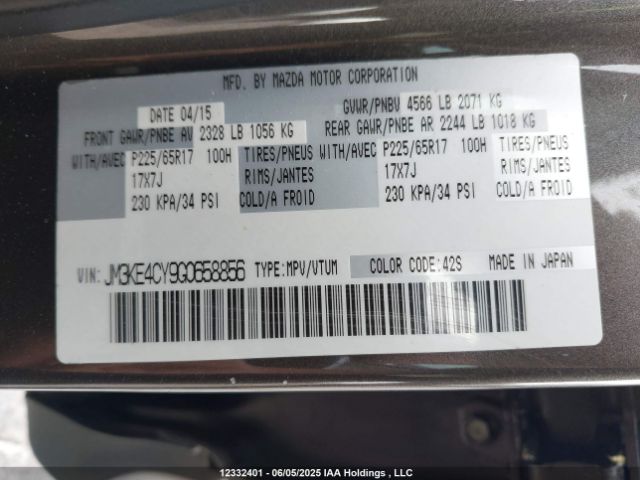 MFD. BY MAZDA MOTOR CORPORATION
DATE 04/15 GVWR/PNBV 4566 LB 2071 KG
FRONT GAWR/PNBE AV 2328 LB 1056 KG REAR GAWR/PNBE AR 2244 LB 1018 KG
WITH/AVEC P225/65R17 100H TIRES/PNEUS WITH/AVEC P225/65R17 100H TIRES/PNEUS
17X7J RIMS/JANTES 17X7J RIMS/JANTES
230 KPA/34 PSI COLD/A FROID 230 KPA/34 PSI COLD/A FROID
VIN: JM3KE4CY9G0658856 TYPE:MPV/VTUM COLOR CODE:42S MADE IN JAPAN
12332401 - 06/05/2025 IAA Holdings , LLC